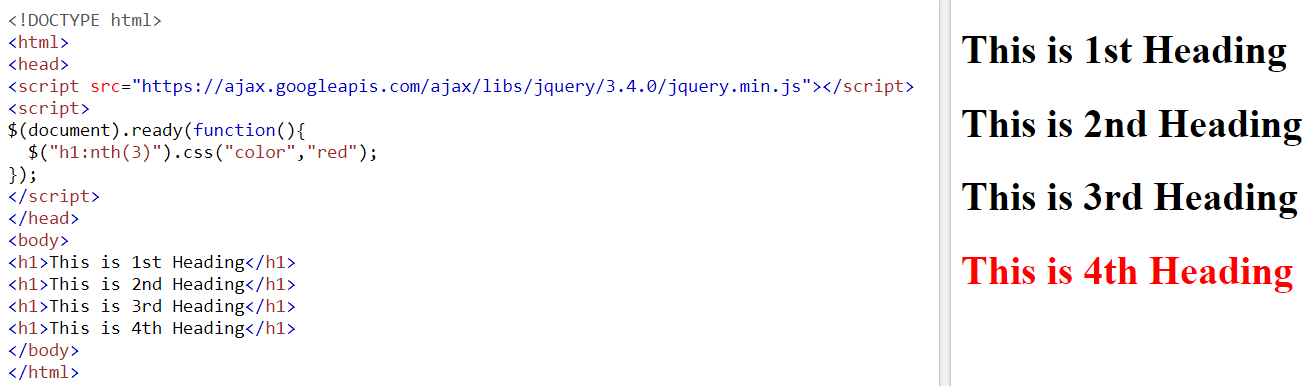 <!DOCTYPE html>
<html>
<head>
<script src="https://ajax.googleapis.com/ajax/libs/jquery/3.4.0/jquery.min.js"></script>
<script>
$(document).ready(function(){
  $("h1:nth(3)").css("color","red");
});
</script>
</head>
<body>
<h1>This is 1st Heading</h1>
<h1>This is 2nd Heading</h1>
<h1>This is 3rd Heading</h1>
<h1>This is 4th Heading</h1>
</body>
</html>
This is 1st Heading
This is 2nd Heading
This is 3rd Heading
This is 4th Heading